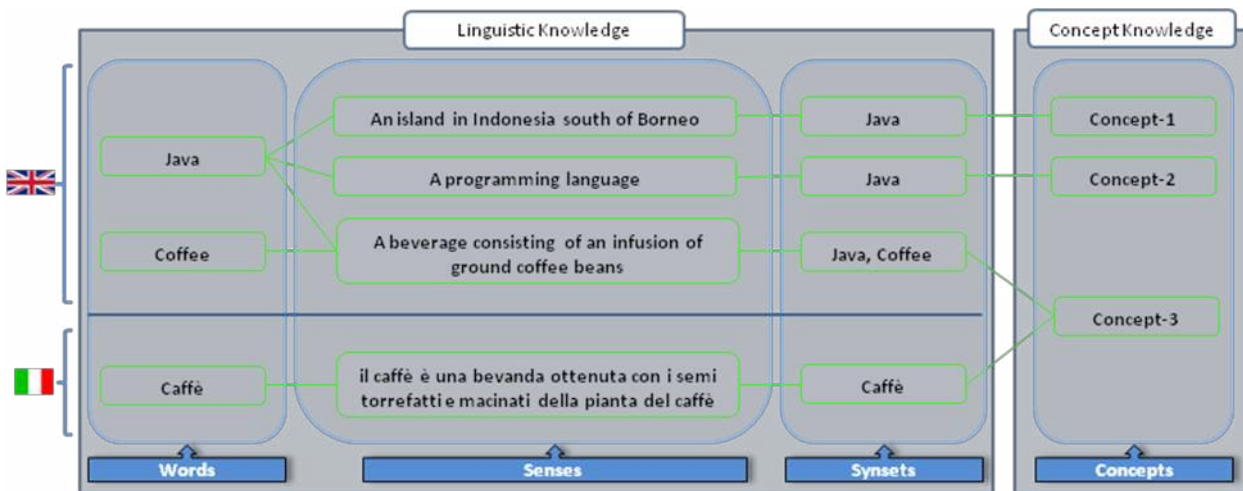 Linguistic Knowledge
Concept Knowledge
An island in Indonesia south of Borneo
Java
Concept-1
Java
A programming language
Java
Concept-2
Coffee
A beverage consisting of an infusion of
ground coffee beans
Java, Coffee
Concept-3
Caffè
il caffè è una bevanda ottenuta con i semi
torrefatti e macinati della pianta del caffè
Caffè
Words
Senses
Synsets
Concepts